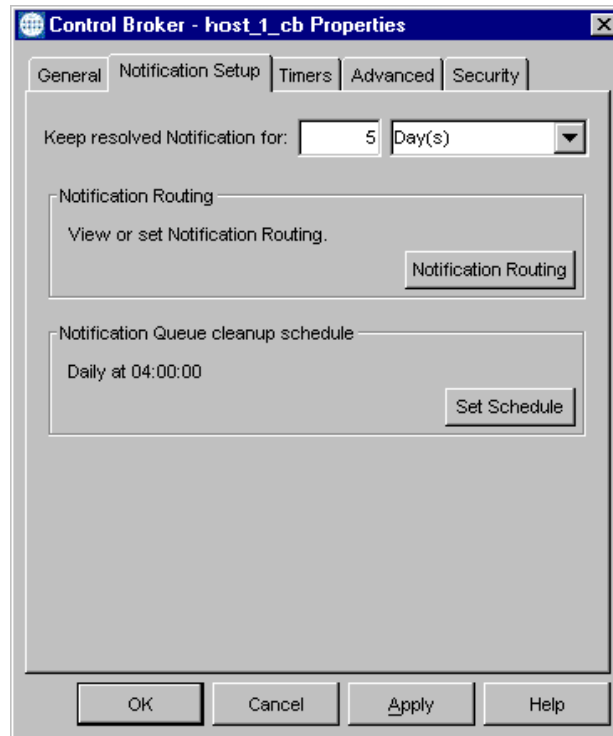 Control Broker - host_1_cb Properties
General Notification Setup Timers Advanced Security
Keep resolved Notification for: 5 Day(s)
Notification Routing
View or set Notification Routing.
Notification Routing
Notification Queue cleanup schedule
Daily at 04:00:00
Set Schedule
OK Cancel Apply Help